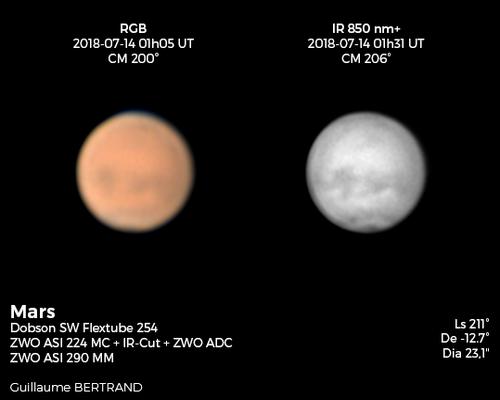 RGB
2018-07-14 01h05 UT
CM 200°
IR 850 nm+
2018-07-14 01h31 UT
CM 206°
Mars
Dobson SW Flextube 254
ZWO ASI 224 MC + IR-Cut + ZWO ADC
ZWO ASI 290 MM
Guillaume BERTRAND
Ls 211°
De -12.7°
Dia 23,1"